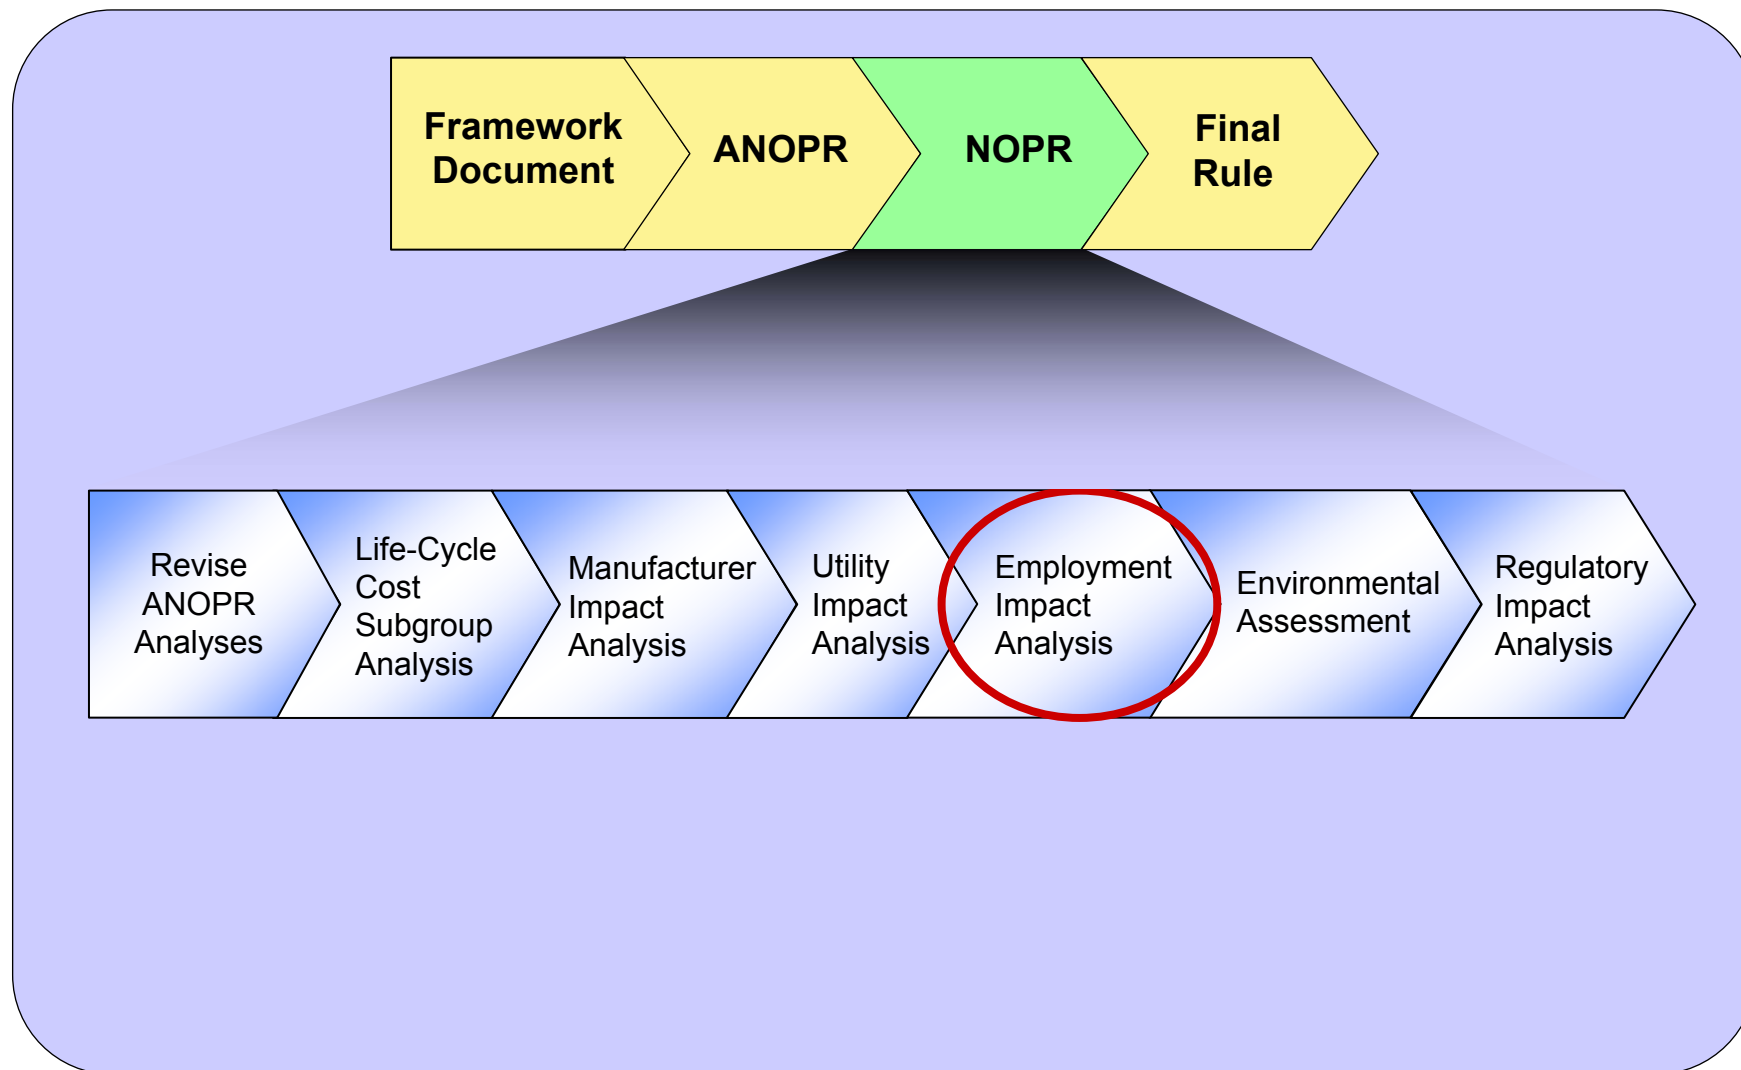 Framework
Document
ANOPR
NOPR
Final
Rule
Revise
ANOPR
Analyses
Life-Cycle
Cost
Subgroup
Analysis
Manufacturer
Impact
Analysis
Utility
Impact
Analysis
Employment
Impact
Analysis
Environmental
Assessment
Regulatory
Impact
Analysis